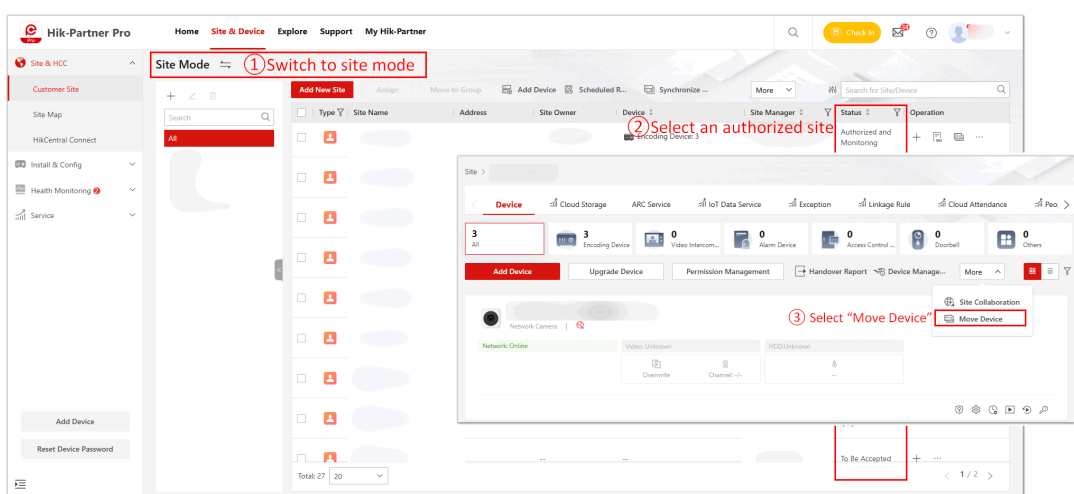 Hik-Partner Pro
Pro
Home Site & Device Explore Support My Hik-Partner
Check In
Site & HCC
Customer Site
Site Map
HikCentral Connect
Install & Config
Health Monitoring 2
Service
Add Device
Reset Device Password
Site Mode ①Switch to site mode
Search
All
Add New Site Assign Move to Group Add Device Scheduled R... Synchronize ... More Search for Site/Device
Type Site Name Address Site Owner Device Site Manager Status Operation
②Select an authorized site
Encoding Device: 3
Authorized and
Monitoring
Site >
Device Cloud Storage ARC Service IoT Data Service Exception Linkage Rule Cloud Attendance Peo
3 All
3 Encoding Device
0 Video Intercom...
0 Alarm Device
0 Access Control ...
0 Doorbell
0 Others
Add Device Upgrade Device Permission Management Handover Report Device Manage... More
Site Collaboration
③ Select “Move Device”
Move Device
Network Camera |
Network: Online Video Unknown HDD:Unknown
Overwrite Channel: -/- --
-- -- To Be Accepted
Total: 27 20 1 / 2